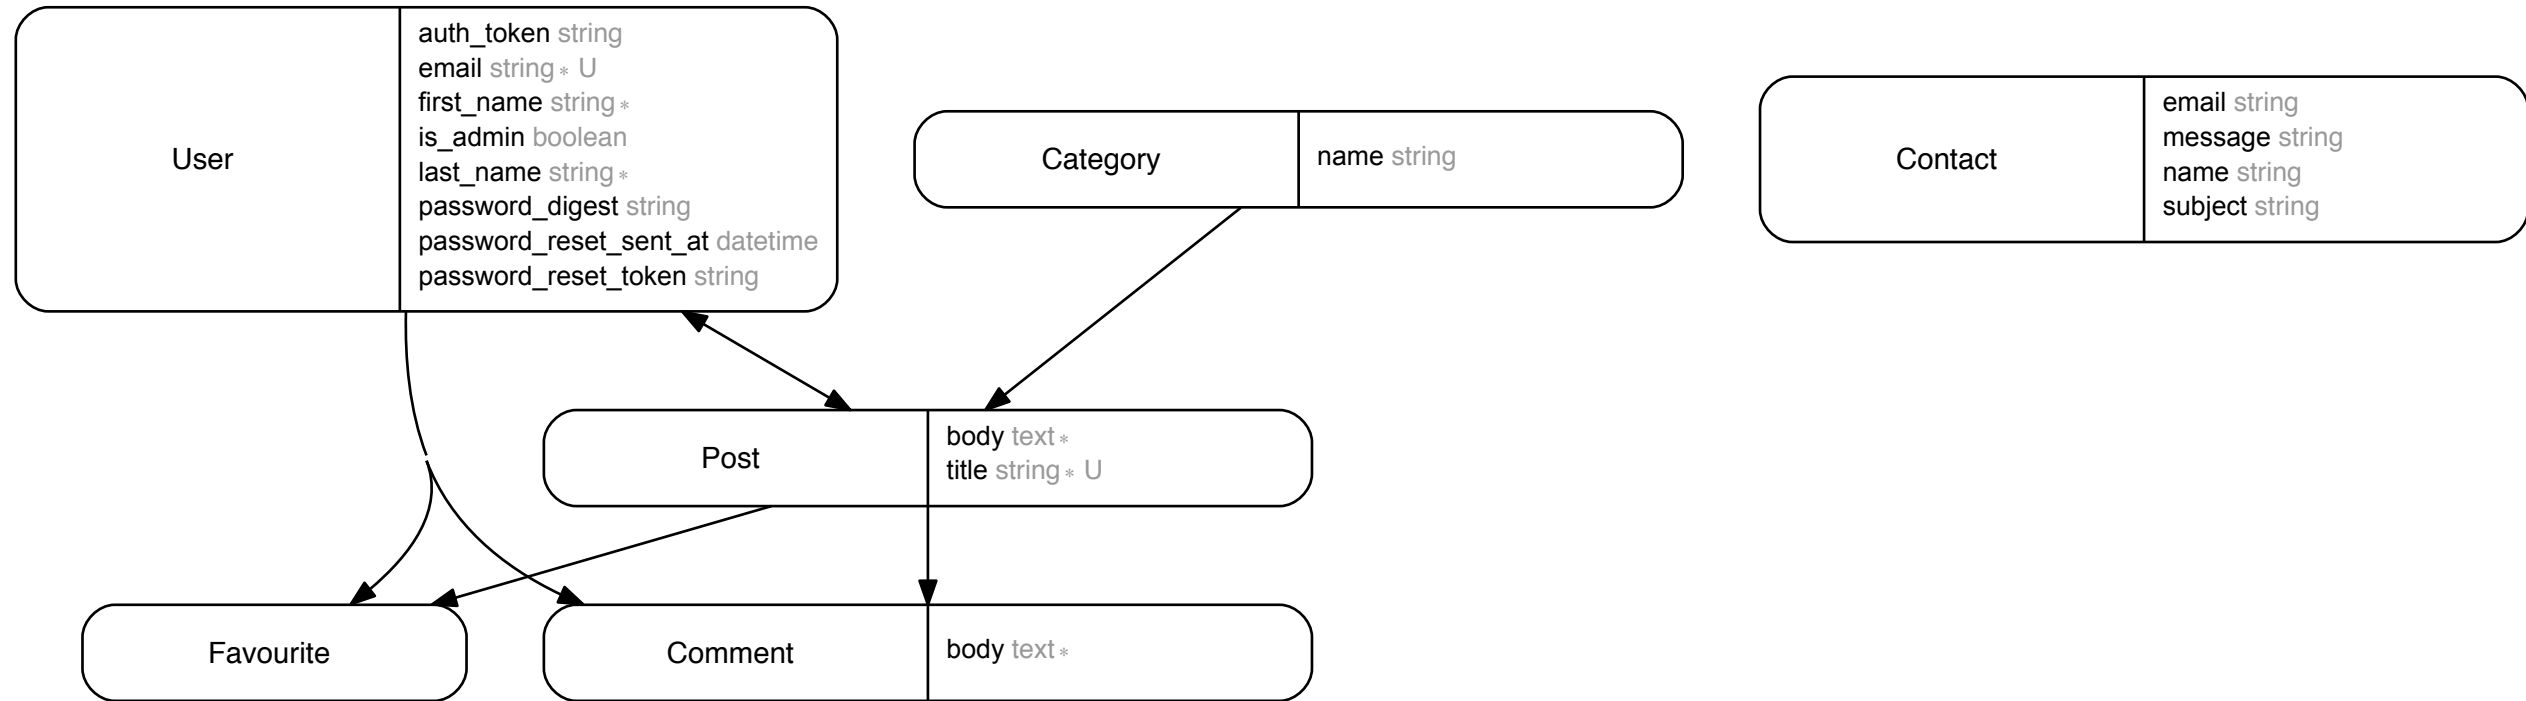 User
auth_token string
email string* U
first_name string*
is_admin boolean
last_name string*
password_digest string
password_reset_sent_at datetime
password_reset_token string
Category
name string
Contact
email string
message string
name string
subject string
Post
body text*
title string* U
Favourite
Comment
body text*